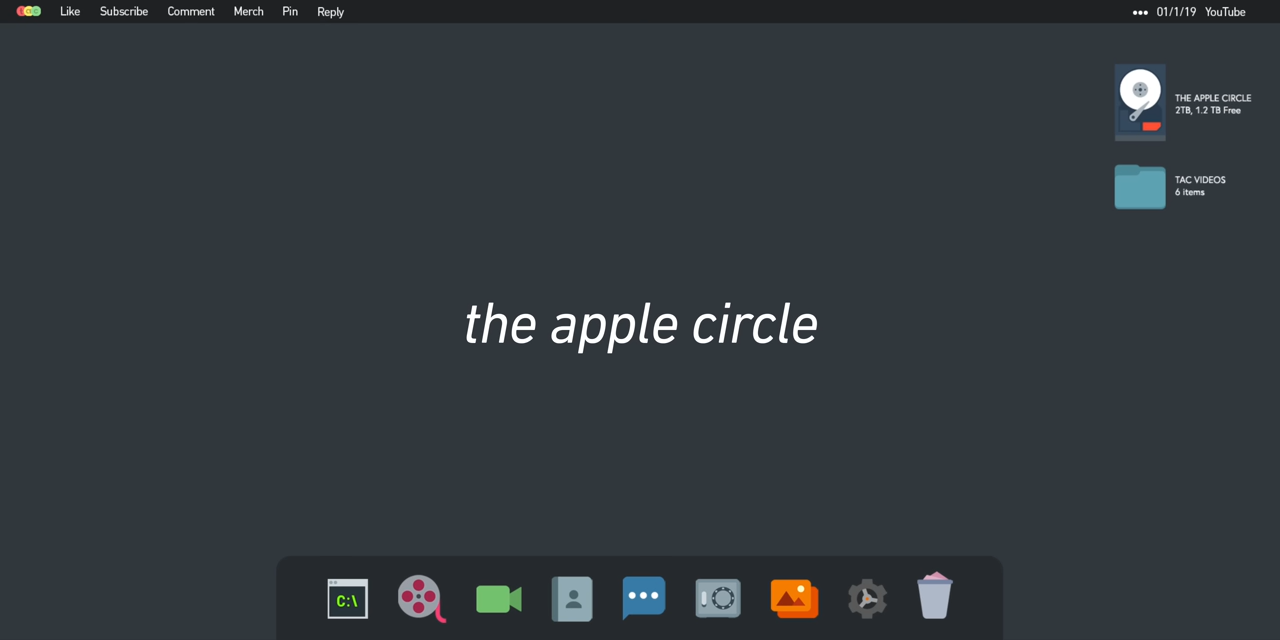 tac Like Subscribe Comment Merch Pin Reply ••• 01/1/19 YouTube
THE APPLE CIRCLE
2TB, 1.2 TB Free
TAC VIDEOS
6 items
the apple circle
C:\